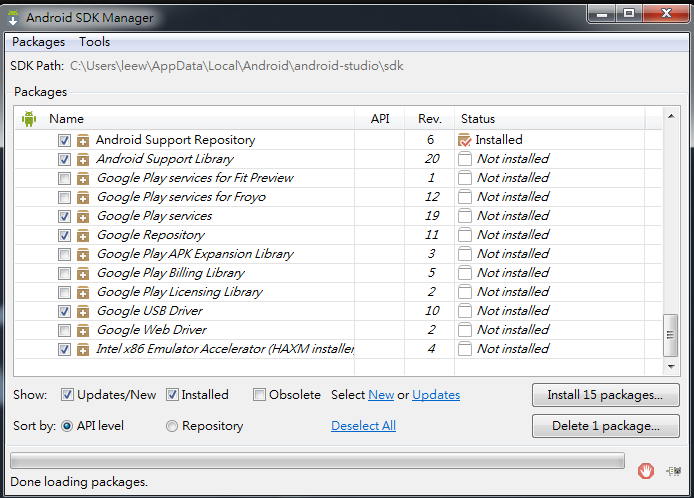 Android SDK Manager
Packages Tools
SDK Path: C:\Users\leew\AppData\Local\Android\android-studio\sdk
Packages
Name API Rev. Status
Android Support Repository 6 Installed
Android Support Library 20 Not installed
Google Play services for Fit Preview 1 Not installed
Google Play services for Froyo 12 Not installed
Google Play services 19 Not installed
Google Repository 11 Not installed
Google Play APK Expansion Library 3 Not installed
Google Play Billing Library 5 Not installed
Google Play Licensing Library 2 Not installed
Google USB Driver 10 Not installed
Google Web Driver 2 Not installed
Intel x86 Emulator Accelerator (HAXM installer 4 Not installed
Show: Updates/New Installed Obsolete Select New or Updates Install 15 packages...
Sort by: API level Repository Deselect All Delete 1 package...
Done loading packages.